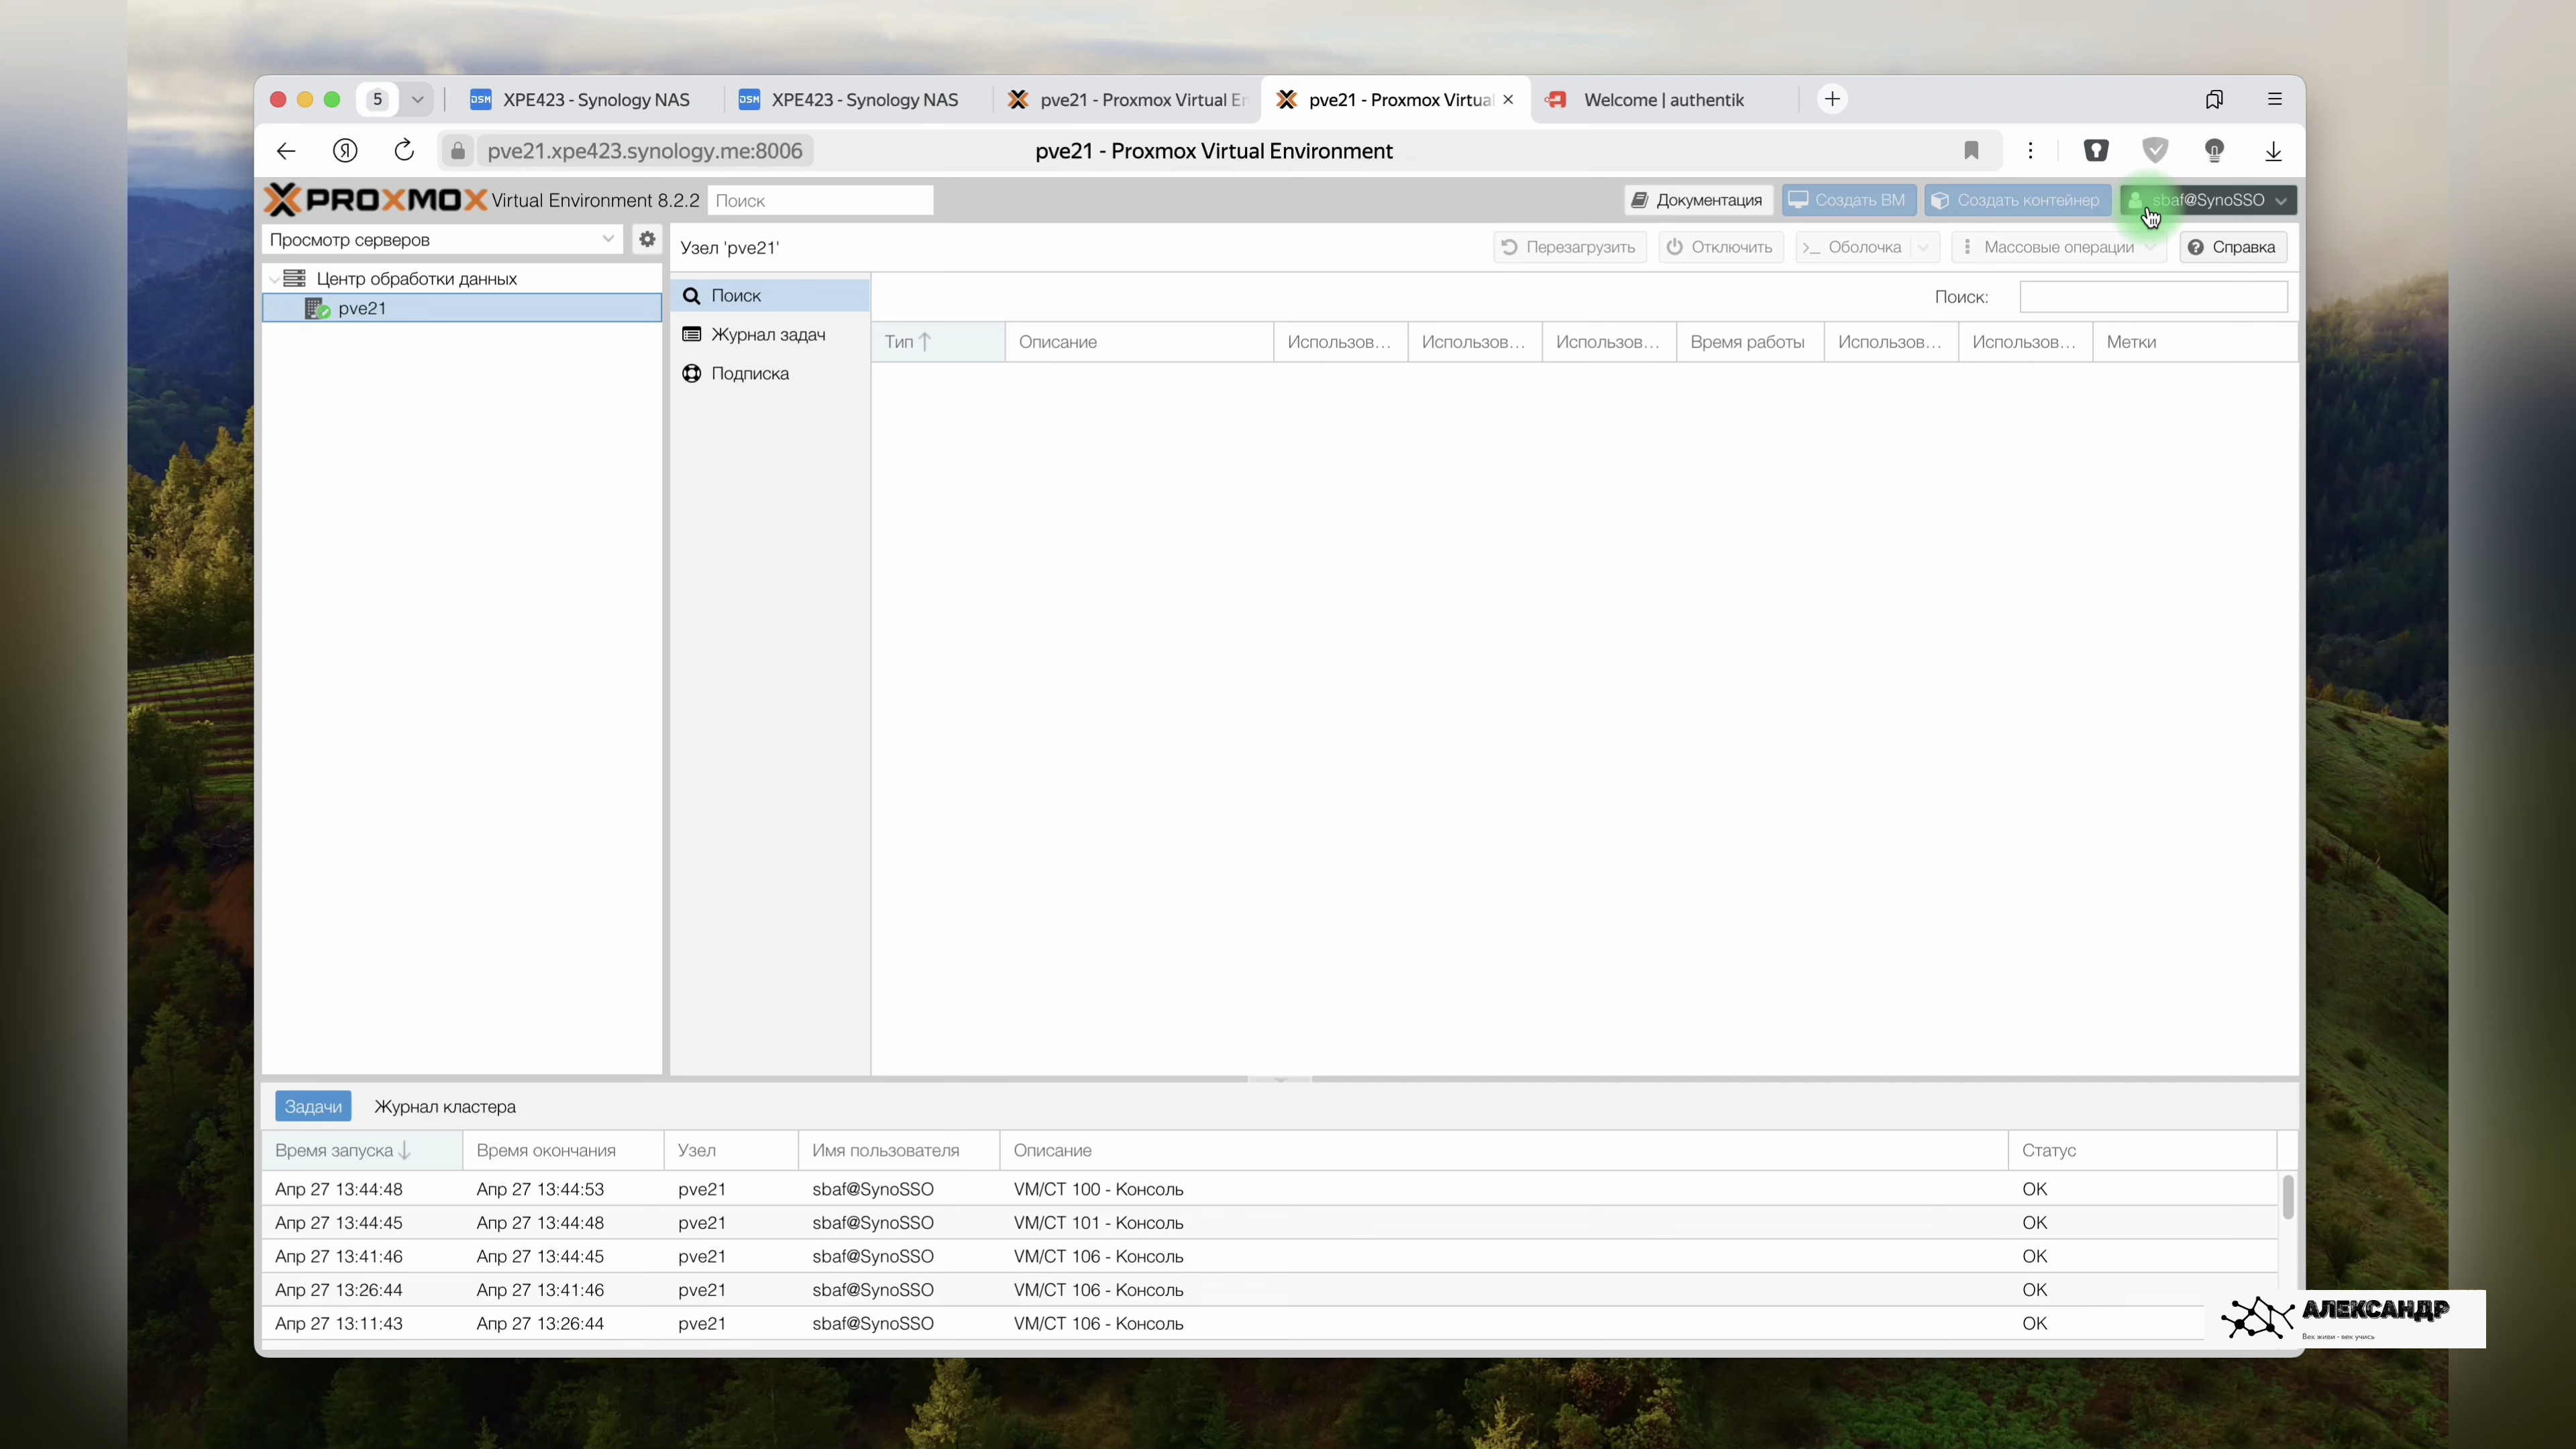 5
XPE423 - Synology NAS
XPE423 - Synology NAS
pve21 - Proxmox Virtual En
pve21 - Proxmox Virtual
Welcome | authentik
pve21.xpe423.synology.me:8006
pve21 - Proxmox Virtual Environment
PROXMOX Virtual Environment 8.2.2
Поиск
Документация
Создать ВМ
Создать контейнер
sbaf@SynoSSO
Просмотр серверов
Узел 'pve21'
Перезагрузить
Отключить
Оболочка
Массовые операции
Справка
Центр обработки данных
pve21
Поиск
Журнал задач
Подписка
Поиск:
Тип
Описание
Использов...
Использов...
Использов...
Время работы
Использов...
Использов...
Метки
Задачи
Журнал кластера
Время запуска Время окончания Узел Имя пользователя Описание Статус
Апр 27 13:44:48 Апр 27 13:44:53 pve21 sbaf@SynoSSO VM/CT 100 - Консоль OK
Апр 27 13:44:45 Апр 27 13:44:48 pve21 sbaf@SynoSSO VM/CT 101 - Консоль OK
Апр 27 13:41:46 Апр 27 13:44:45 pve21 sbaf@SynoSSO VM/CT 106 - Консоль OK
Апр 27 13:26:44 Апр 27 13:41:46 pve21 sbaf@SynoSSO VM/CT 106 - Консоль OK
Апр 27 13:11:43 Апр 27 13:26:44 pve21 sbaf@SynoSSO VM/CT 106 - Консоль OK
АЛЕКСАНДР
Век живи - век учись